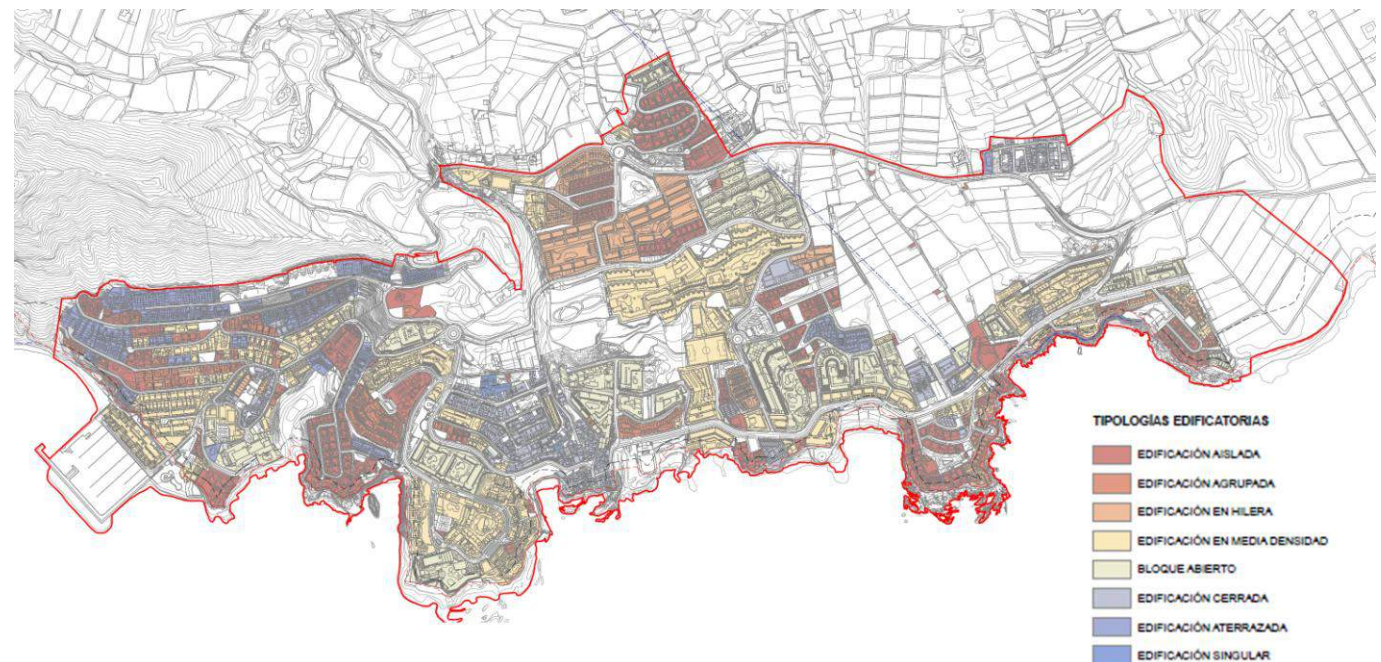 TIPOLOGÍAS EDIFICATORIAS
EDIFICACIÓN AISLADA
EDIFICACIÓN AGRUPADA
EDIFICACIÓN EN HILERA
EDIFICACIÓN EN MEDIA DENSIDAD
BLOQUE ABIERTO
EDIFICACIÓN CERRADA
EDIFICACIÓN ATERRAZADA
EDIFICACIÓN SINGULAR